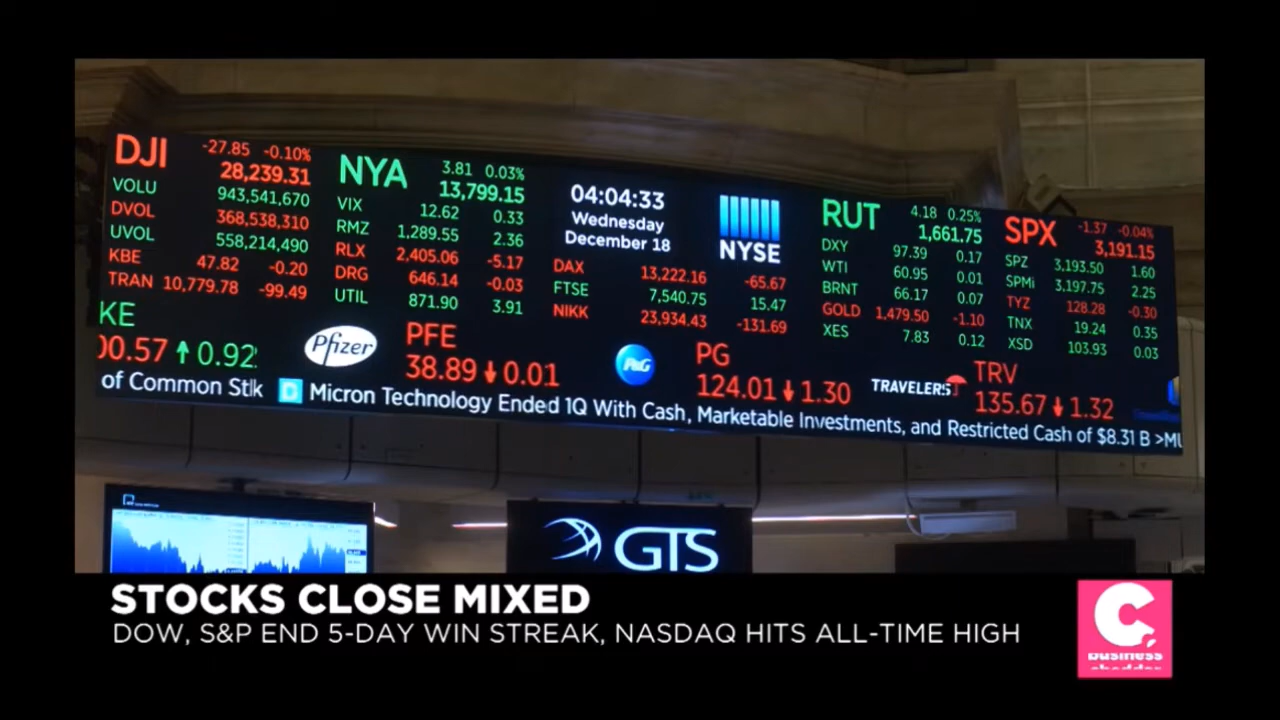 DJI -27.85 -0.10%
28,239.31
VOLU 943,541,670
DVOL 368,538,310
UVOL 558,214,490
KBE 47.82 -0.20
TRAN 10,779.78 -99.49
NYA 3.81 0.03%
13,799.15
VIX 12.62 0.33
RMZ 1,289.55 2.36
RLX 2,405.06 -5.17
DRG 646.14 -0.03
UTIL 871.90 3.91
04:04:33
Wednesday
December 18
NYSE
DAX 13,222.16 -65.67
FTSE 7,540.75 15.47
NIKK 23,934.43 -131.69
RUT 4.18 0.25%
1,661.75
DXY 97.39 0.17
WTI 60.95 0.01
BRNT 66.17 0.07
GOLD 1,479.50 -1.10
XES 7.83 0.12
SPX -1.37 -0.04%
3,191.15
SPZ 3,193.50 1.60
SPMi 3,197.75 2.25
TYZ 128.28 -0.30
TNX 19.24 0.35
XSD 103.93 0.03
KE
00.57 0.92
Pfizer
PFE
38.89 0.01
P&G
PG
124.01 1.30
TRAVELERS
TRV
135.67 1.32
of Common Stk D Micron Technology Ended 1Q With Cash, Marketable Investments, and Restricted Cash of $8.31 B >MU
GTS
STOCKS CLOSE MIXED
DOW, S&P END 5-DAY WIN STREAK, NASDAQ HITS ALL-TIME HIGH
C
business